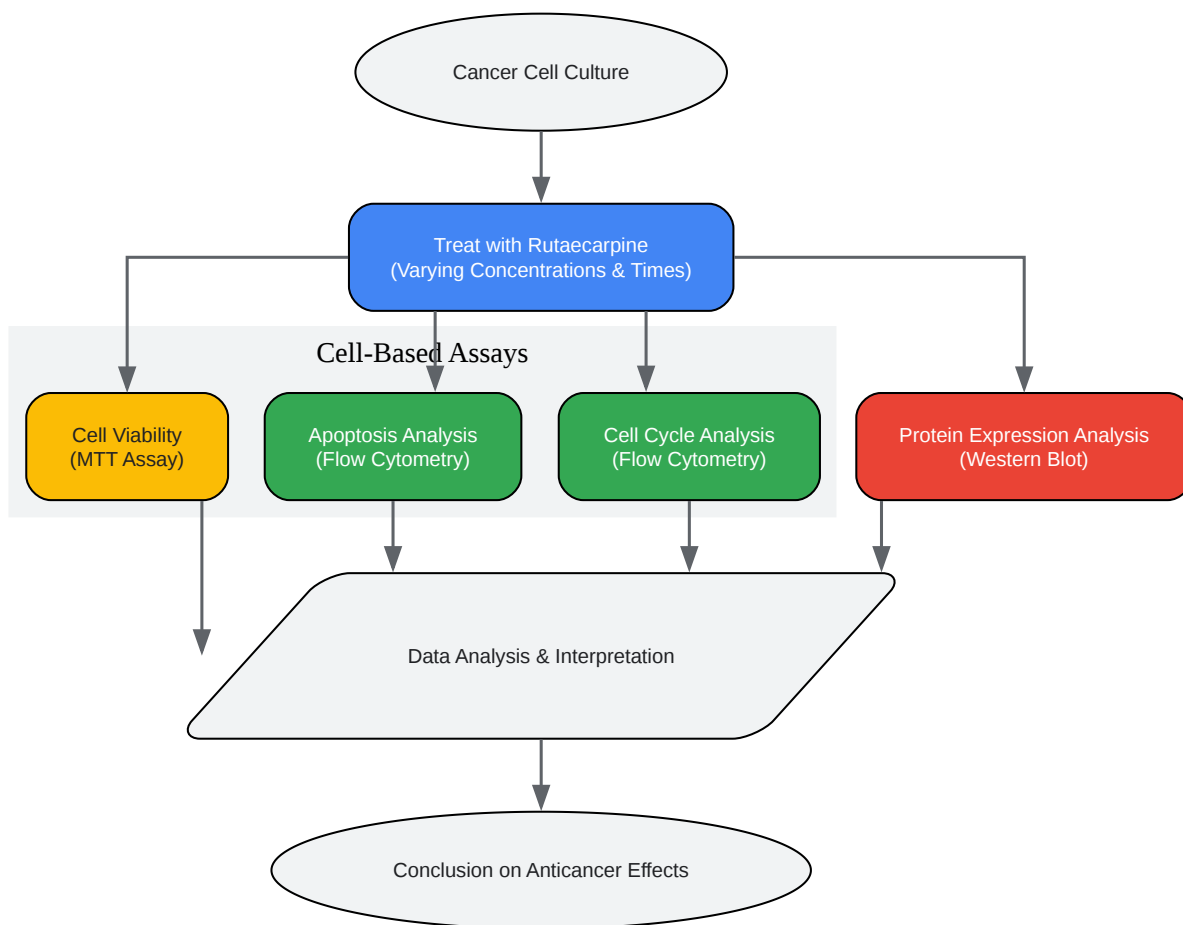 Cancer Cell Culture
Treat with Rutaecarpine
(Varying Concentrations & Times)
Cell-Based Assays
Cell Viability
(MTT Assay)
Apoptosis Analysis
(Flow Cytometry)
Cell Cycle Analysis
(Flow Cytometry)
Protein Expression Analysis
(Western Blot)
Data Analysis & Interpretation
Conclusion on Anticancer Effects